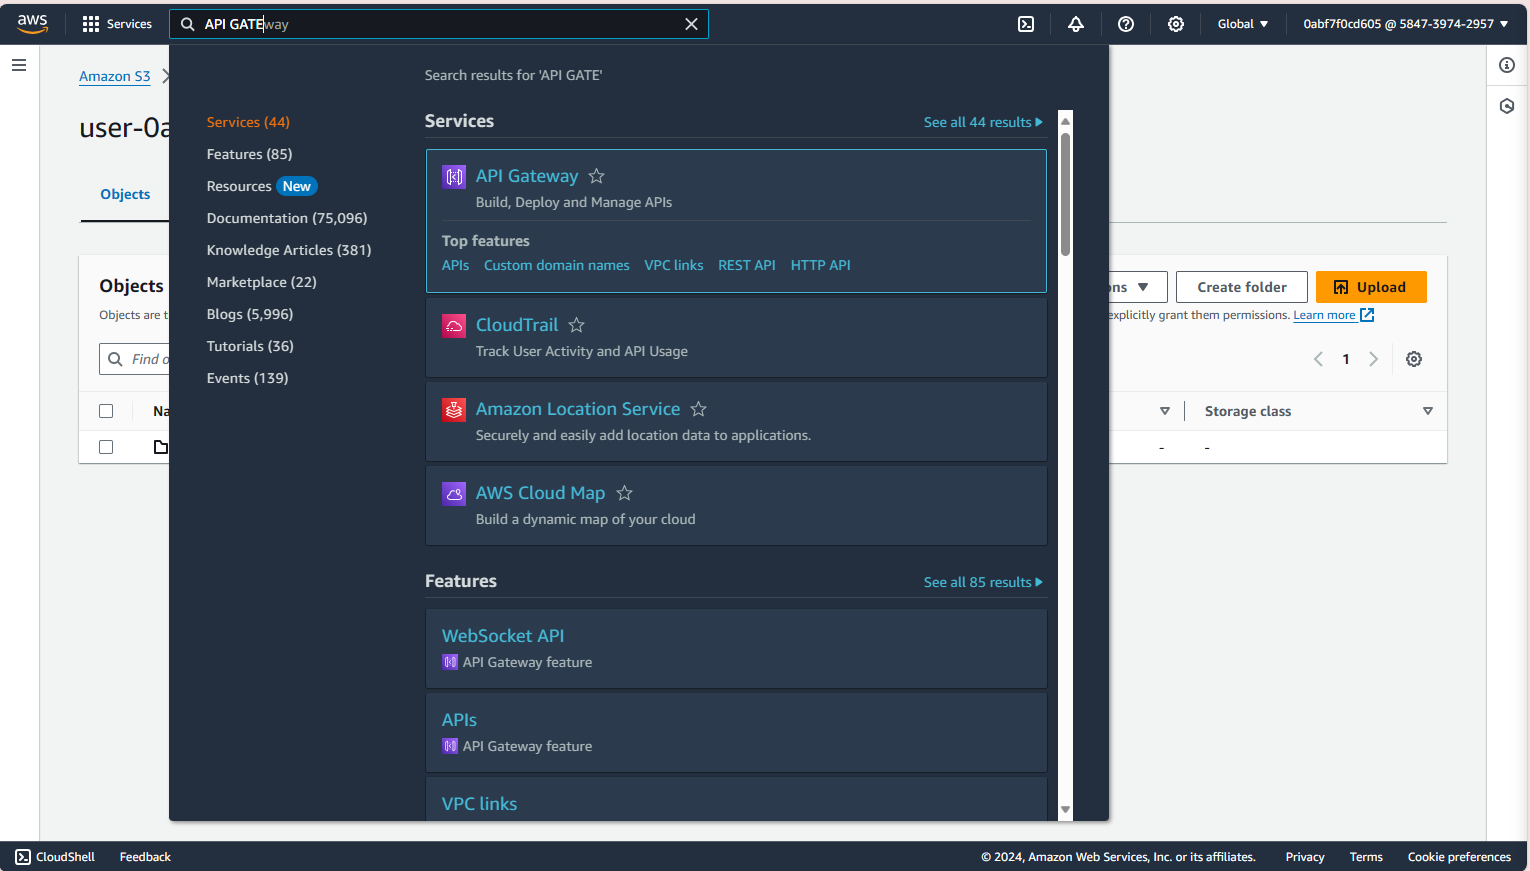 aws
Services
API GATEway
Global
0abf7f0cd605 @ 5847-3974-2957
Amazon S3
user-0a
Objects
Search results for 'API GATE'
Services (44)
Features (85)
Resources New
Documentation (75,096)
Knowledge Articles (381)
Marketplace (22)
Blogs (5,996)
Tutorials (36)
Events (139)
Services
See all 44 results
API Gateway
Build, Deploy and Manage APIs
Top features
APIs Custom domain names VPC links REST API HTTP API
CloudTrail
Track User Activity and API Usage
Amazon Location Service
Securely and easily add location data to applications.
AWS Cloud Map
Build a dynamic map of your cloud
Features
See all 85 results
WebSocket API
API Gateway feature
APIs
API Gateway feature
VPC links
Objects
Objects are t
Find o
Na
ons
Create folder
Upload
explicitly grant them permissions. Learn more
1
Storage class
- -
CloudShell
Feedback
© 2024, Amazon Web Services, Inc. or its affiliates.
Privacy
Terms
Cookie preferences